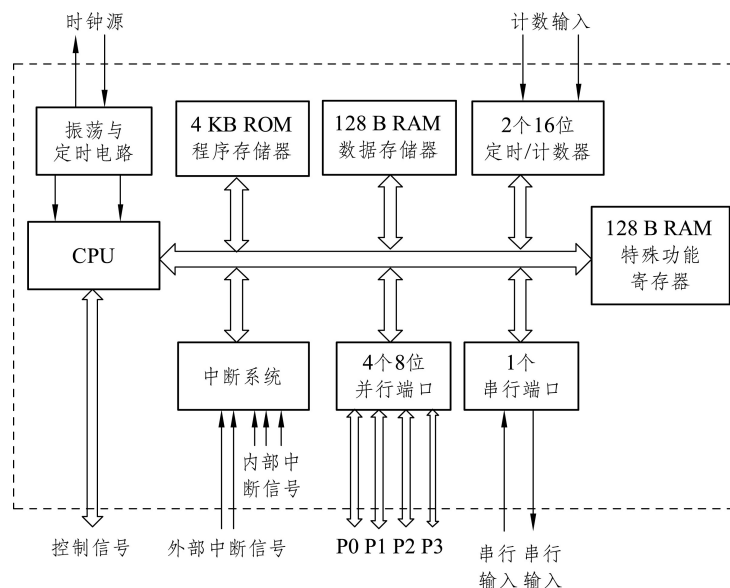 时钟源
计数输入
振荡与
定时电路
4 KB ROM
程序存储器
128 B RAM
数据存储器
2个16位
定时/计数器
CPU
128 B RAM
特殊功能
寄存器
中断系统
4个8位
并行端口
1个
串行端口
内部中
断信号
控制信号
外部中断信号
P0 P1 P2 P3
串行 串行
输入 输入